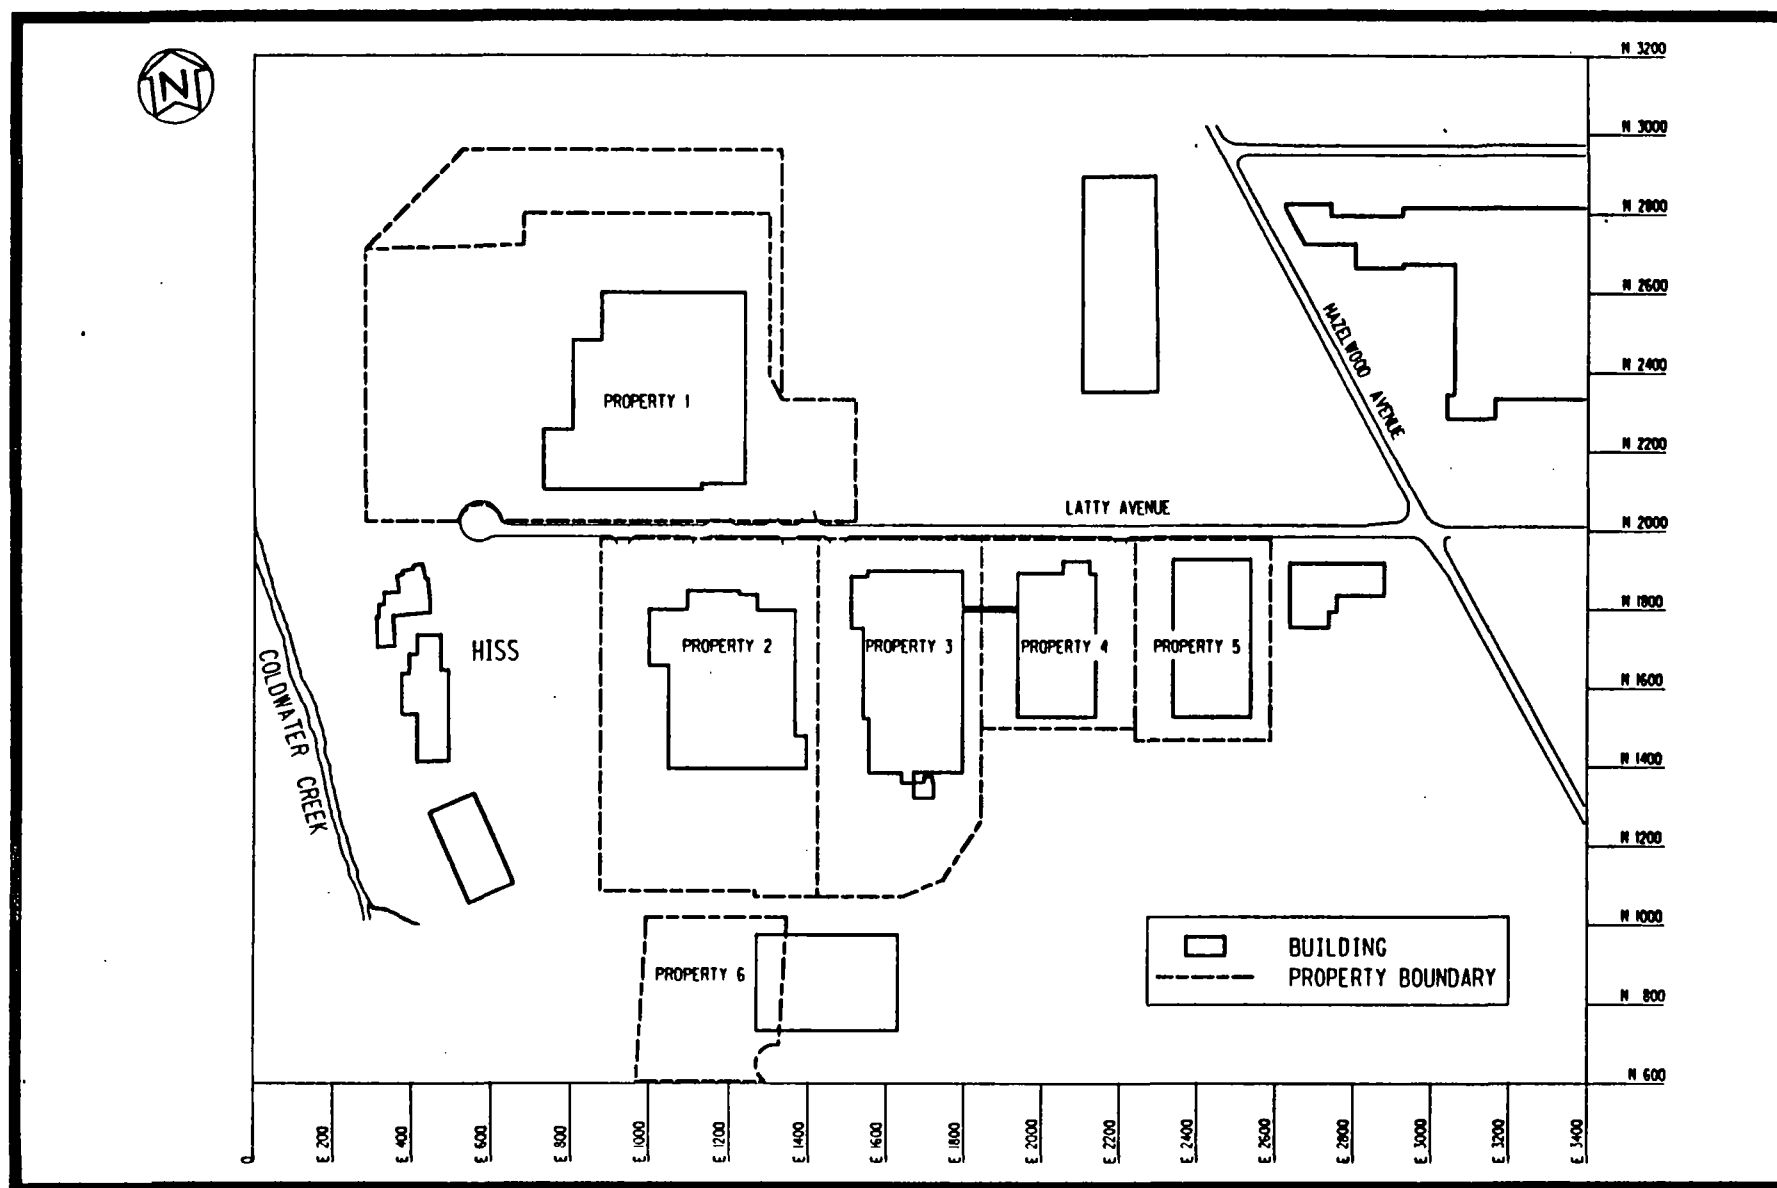 N
N 3200
N 3000
N 2800
N 2600
HAZELWOOD AVENUE
N 2400
PROPERTY 1
N 2200
LATTY AVENUE
N 2000
N 1800
HISS
PROPERTY 2
PROPERTY 3
PROPERTY 4
PROPERTY 5
N 1600
COLDWATER CREEK
N 1400
N 1200
N 1000
BUILDING
PROPERTY 6
PROPERTY BOUNDARY
N 800
N 600
0
E 200
E 400
E 600
E 800
E 1000
E 1200
E 1400
E 1600
E 1800
E 2000
E 2200
E 2400
E 2600
E 2800
E 3000
E 3200
E 3400